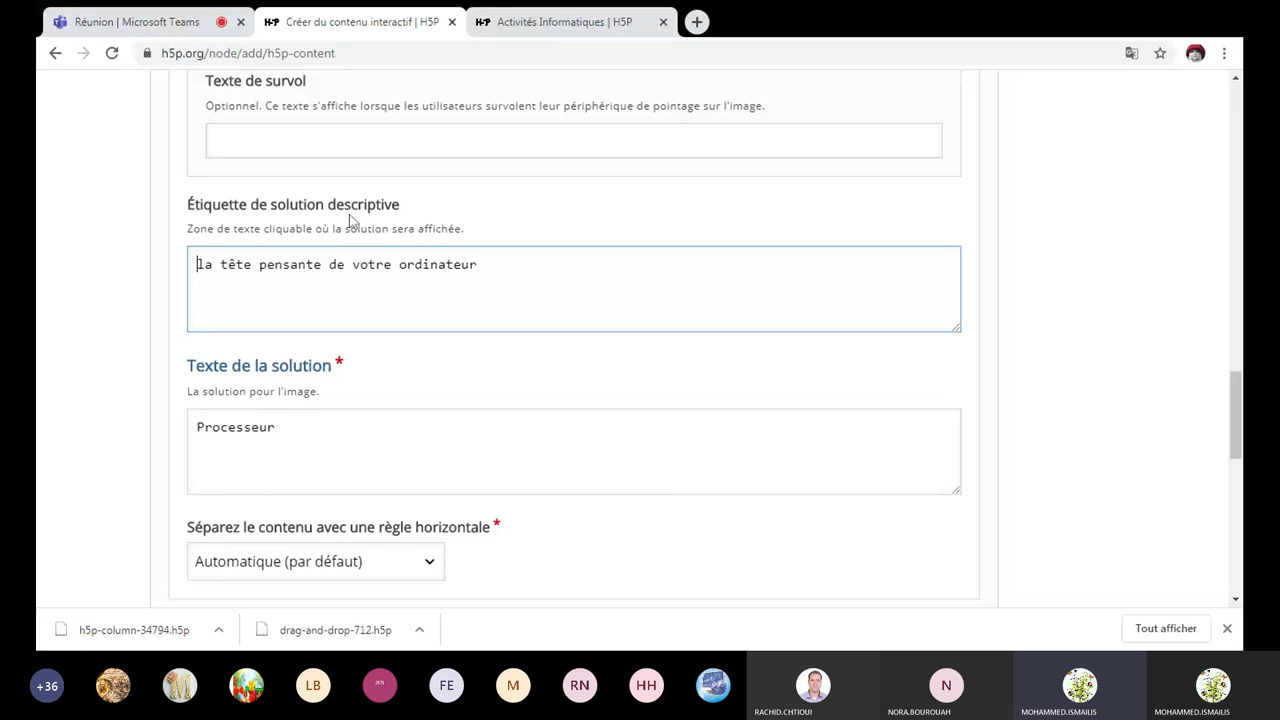 Réunion | Microsoft Teams
H-P Créer du contenu interactif | H5P
H-P Activités Informatiques | H5P
h5p.org/node/add/h5p-content
Texte de survol
Optionnel. Ce texte s'affiche lorsque les utilisateurs survolent leur périphérique de pointage sur l'image.
Étiquette de solution descriptive
Zone de texte cliquable où la solution sera affichée.
la tête pensante de votre ordinateur
Texte de la solution *
La solution pour l'image.
Processeur
Séparez le contenu avec une règle horizontale *
Automatique (par défaut)
h5p-column-34794.h5p
drag-and-drop-712.h5p
Tout afficher
+36
LB
FE
M
RN
HH
N
RACHID.CHTIOUI
NORA.BOUROUAH
MOHAMMED.ISMAILI5
MOHAMMED.ISMAILI5